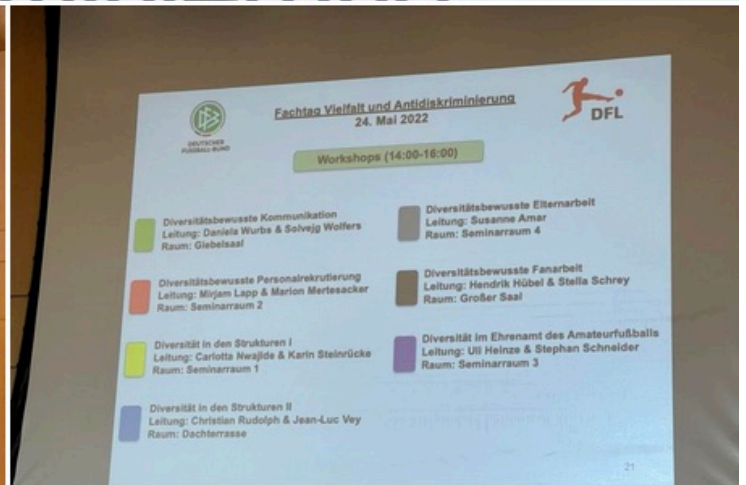 DEUTSCHER
FUSSBALL-BUND
Fachtag Vielfalt und Antidiskriminierung
24. Mai 2022
DFL
Workshops (14:00-16:00)
Diversitätsbewusste Kommunikation
Leitung: Daniela Wurbs & Solvejg Wolfers
Raum: Giebelsaal
Diversitätsbewusste Personalrekrutierung
Leitung: Mirjam Lapp & Marion Mertesacker
Raum: Seminarraum 2
Diversität in den Strukturen I
Leitung: Carlotta Nwajide & Karin Steinrücke
Raum: Seminarraum 1
Diversität in den Strukturen II
Leitung: Christian Rudolph & Jean-Luc Vey
Raum: Dachterrasse
Diversitätsbewusste Elternarbeit
Leitung: Susanne Amar
Raum: Seminarraum 4
Diversitätsbewusste Fanarbeit
Leitung: Hendrik Hübel & Stella Schrey
Raum: Großer Saal
Diversität im Ehrenamt des Amateurfußballs
Leitung: Uli Heinze & Stephan Schneider
Raum: Seminarraum 3
21